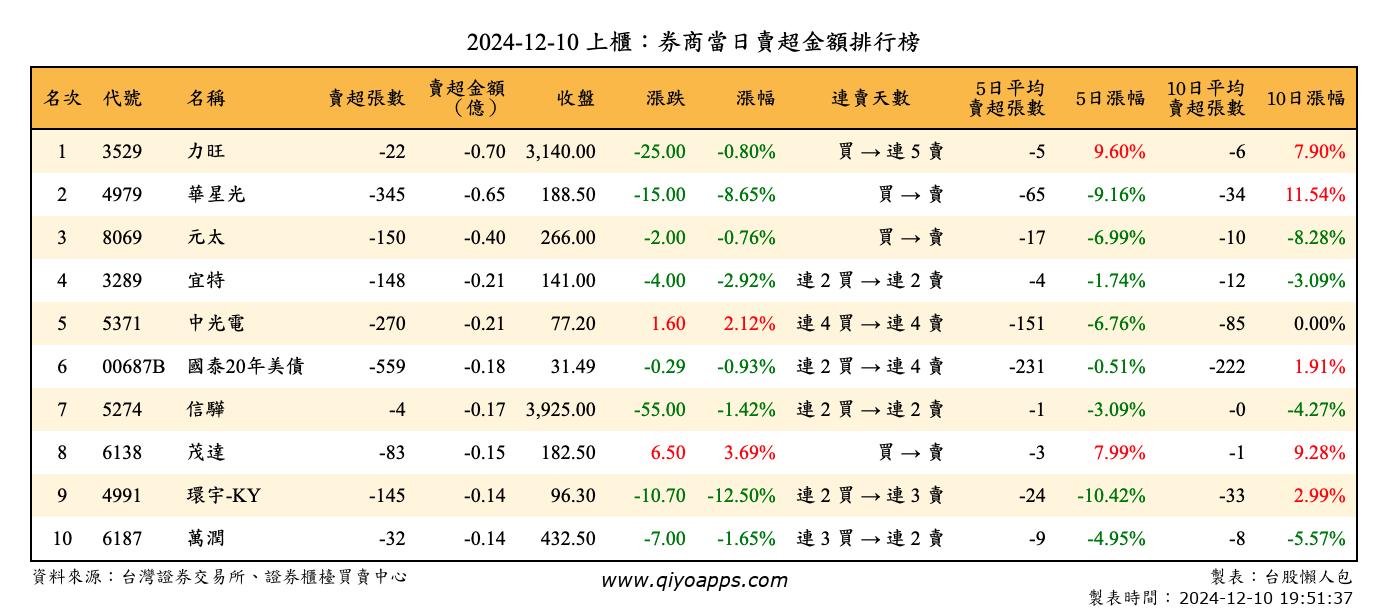 2024-12-10 上櫃：券商當日賣超金額排行榜
名次 代號 名稱 賣超張數 賣超金額（億） 收盤 漲跌 漲幅 連賣天數 5日平均賣超張數 5日漲幅 10日平均賣超張數 10日漲幅
1 3529 力旺 -22 -0.70 3,140.00 -25.00 -0.80% 買 → 連 5 賣 -5 9.60% -6 7.90%
2 4979 華星光 -345 -0.65 188.50 -15.00 -8.65% 買 → 賣 -65 -9.16% -34 11.54%
3 8069 元太 -150 -0.40 266.00 -2.00 -0.76% 買 → 賣 -17 -6.99% -10 -8.28%
4 3289 宜特 -148 -0.21 141.00 -4.00 -2.92% 連 2 買 → 連 2 賣 -4 -1.74% -12 -3.09%
5 5371 中光電 -270 -0.21 77.20 1.60 2.12% 連 4 買 → 連 4 賣 -151 -6.76% -85 0.00%
6 00687B 國泰20年美債 -559 -0.18 31.49 -0.29 -0.93% 連 2 買 → 連 4 賣 -231 -0.51% -222 1.91%
7 5274 信驊 -4 -0.17 3,925.00 -55.00 -1.42% 連 2 買 → 連 2 賣 -1 -3.09% -0 -4.27%
8 6138 茂達 -83 -0.15 182.50 6.50 3.69% 買 → 賣 -3 7.99% -1 9.28%
9 4991 環宇-KY -145 -0.14 96.30 -10.70 -12.50% 連 2 買 → 連 3 賣 -24 -10.42% -33 2.99%
10 6187 萬潤 -32 -0.14 432.50 -7.00 -1.65% 連 3 買 → 連 2 賣 -9 -4.95% -8 -5.57%
資料來源：台灣證券交易所、證券櫃檯買賣中心 www.qiyoapps.com 製表：台股懶人包
製表時間：2024-12-10 19:51:37